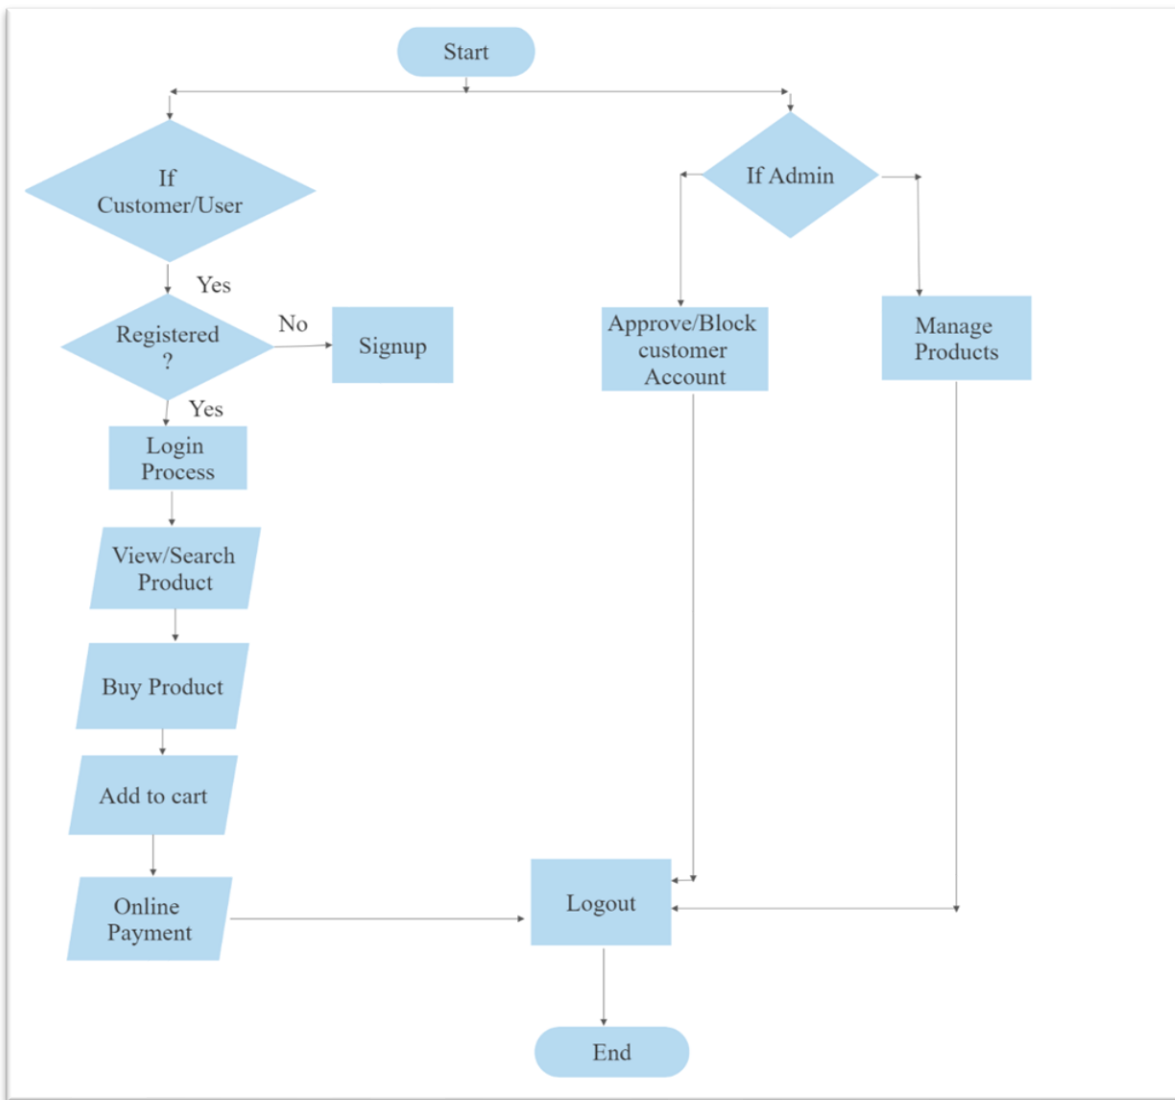 Start
If
Customer/User
If Admin
Yes
Registered
?
No
Signup
Approve/Block
customer
Account
Manage
Products
Yes
Login
Process
View/Search
Product
Buy Product
Add to cart
Online
Payment
Logout
End